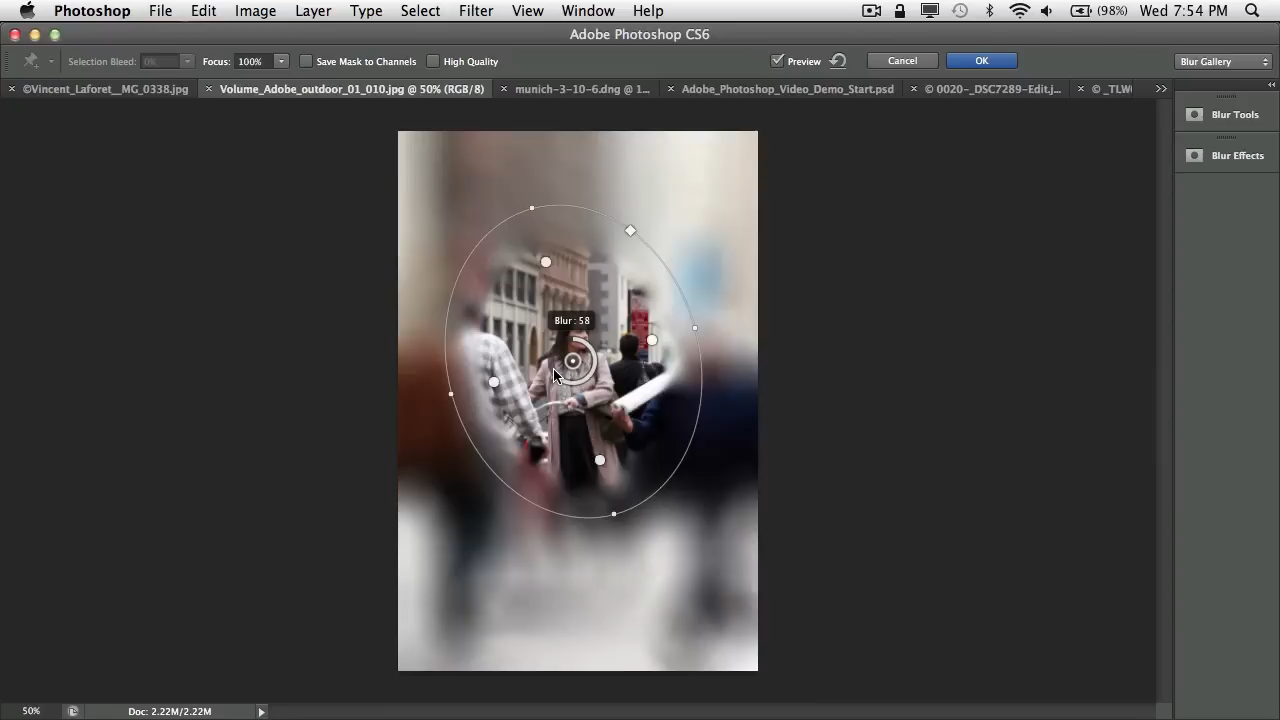 Photoshop File Edit Image Layer Type Select Filter View Window Help (98%) Wed 7:54 PM
Adobe Photoshop CS6
Selection Bleed: 0% Focus: 100% Save Mask to Channels High Quality Preview Cancel OK Blur Gallery
× ©Vincent_Laforet__MG_0338.jpg × Volume_Adobe_outdoor_01_010.jpg @ 50% (RGB/8) × munich-3-10-6.dng @ 1... × Adobe_Photoshop_Video_Demo_Start.psd × © 0020-_DSC7289-Edit.j... × © _TLW >>
Blur Tools
Blur Effects
Blur: 58
50% Doc: 2.22M/2.22M